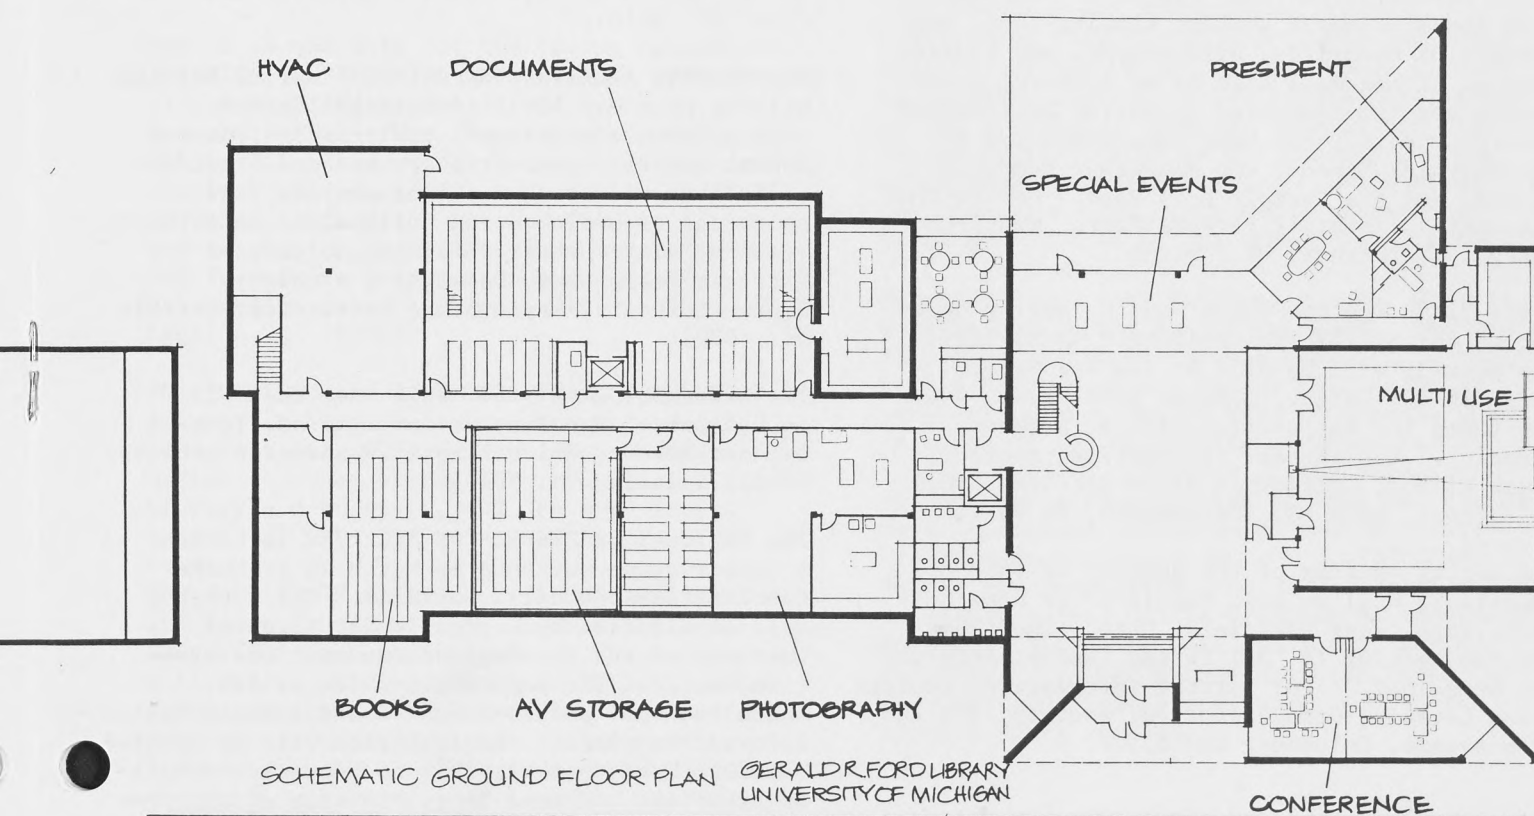 HVAC
DOCUMENTS
PRESIDENT
SPECIAL EVENTS
MULTI USE
BOOKS
AV STORAGE
PHOTOGRAPHY
SCHEMATIC GROUND FLOOR PLAN
GERALD R. FORD LIBRARY
UNIVERSITY OF MICHIGAN
CONFERENCE